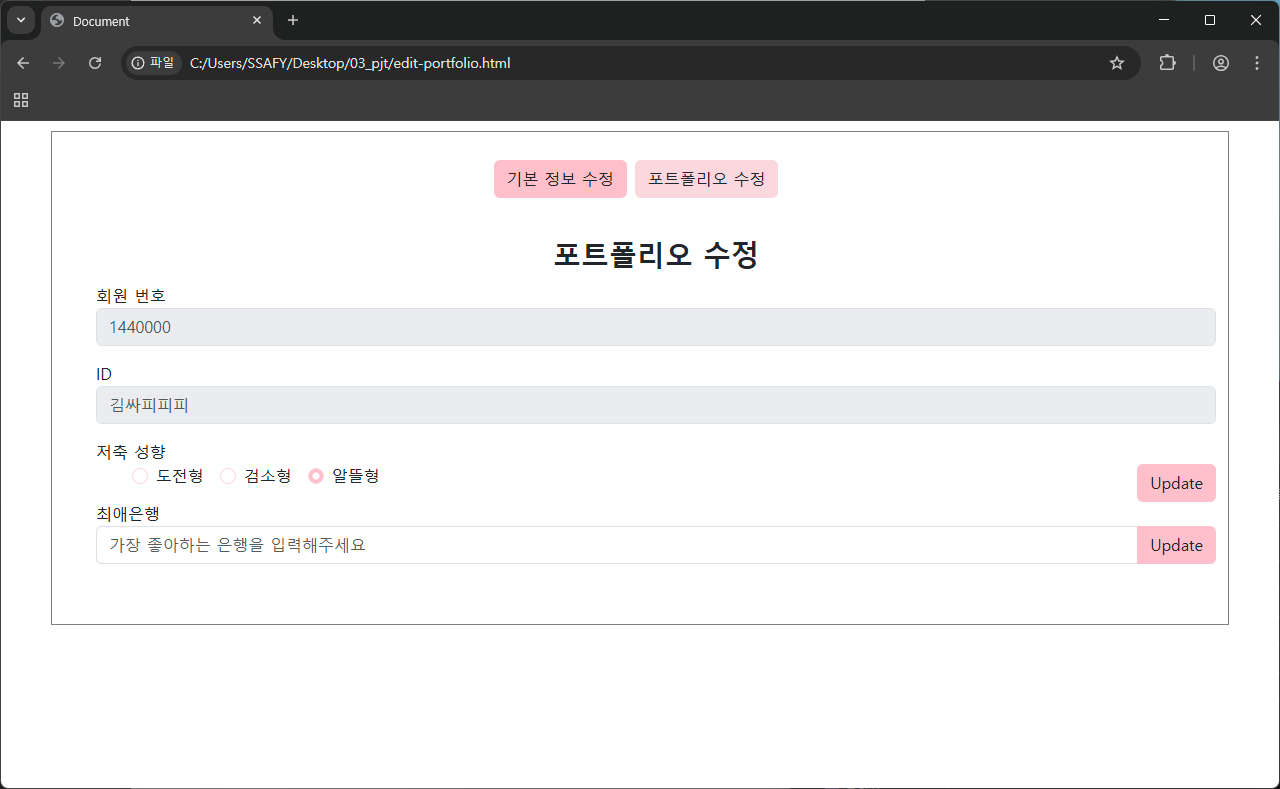 Document
파일 C:/Users/SSAFY/Desktop/03_pjt/edit-portfolio.html
기본 정보 수정 포트폴리오 수정
포트폴리오 수정
회원 번호
1440000
ID
김싸피피피
저축 성향
도전형 검소형 알뜰형 Update
최애은행
가장 좋아하는 은행을 입력해주세요 Update